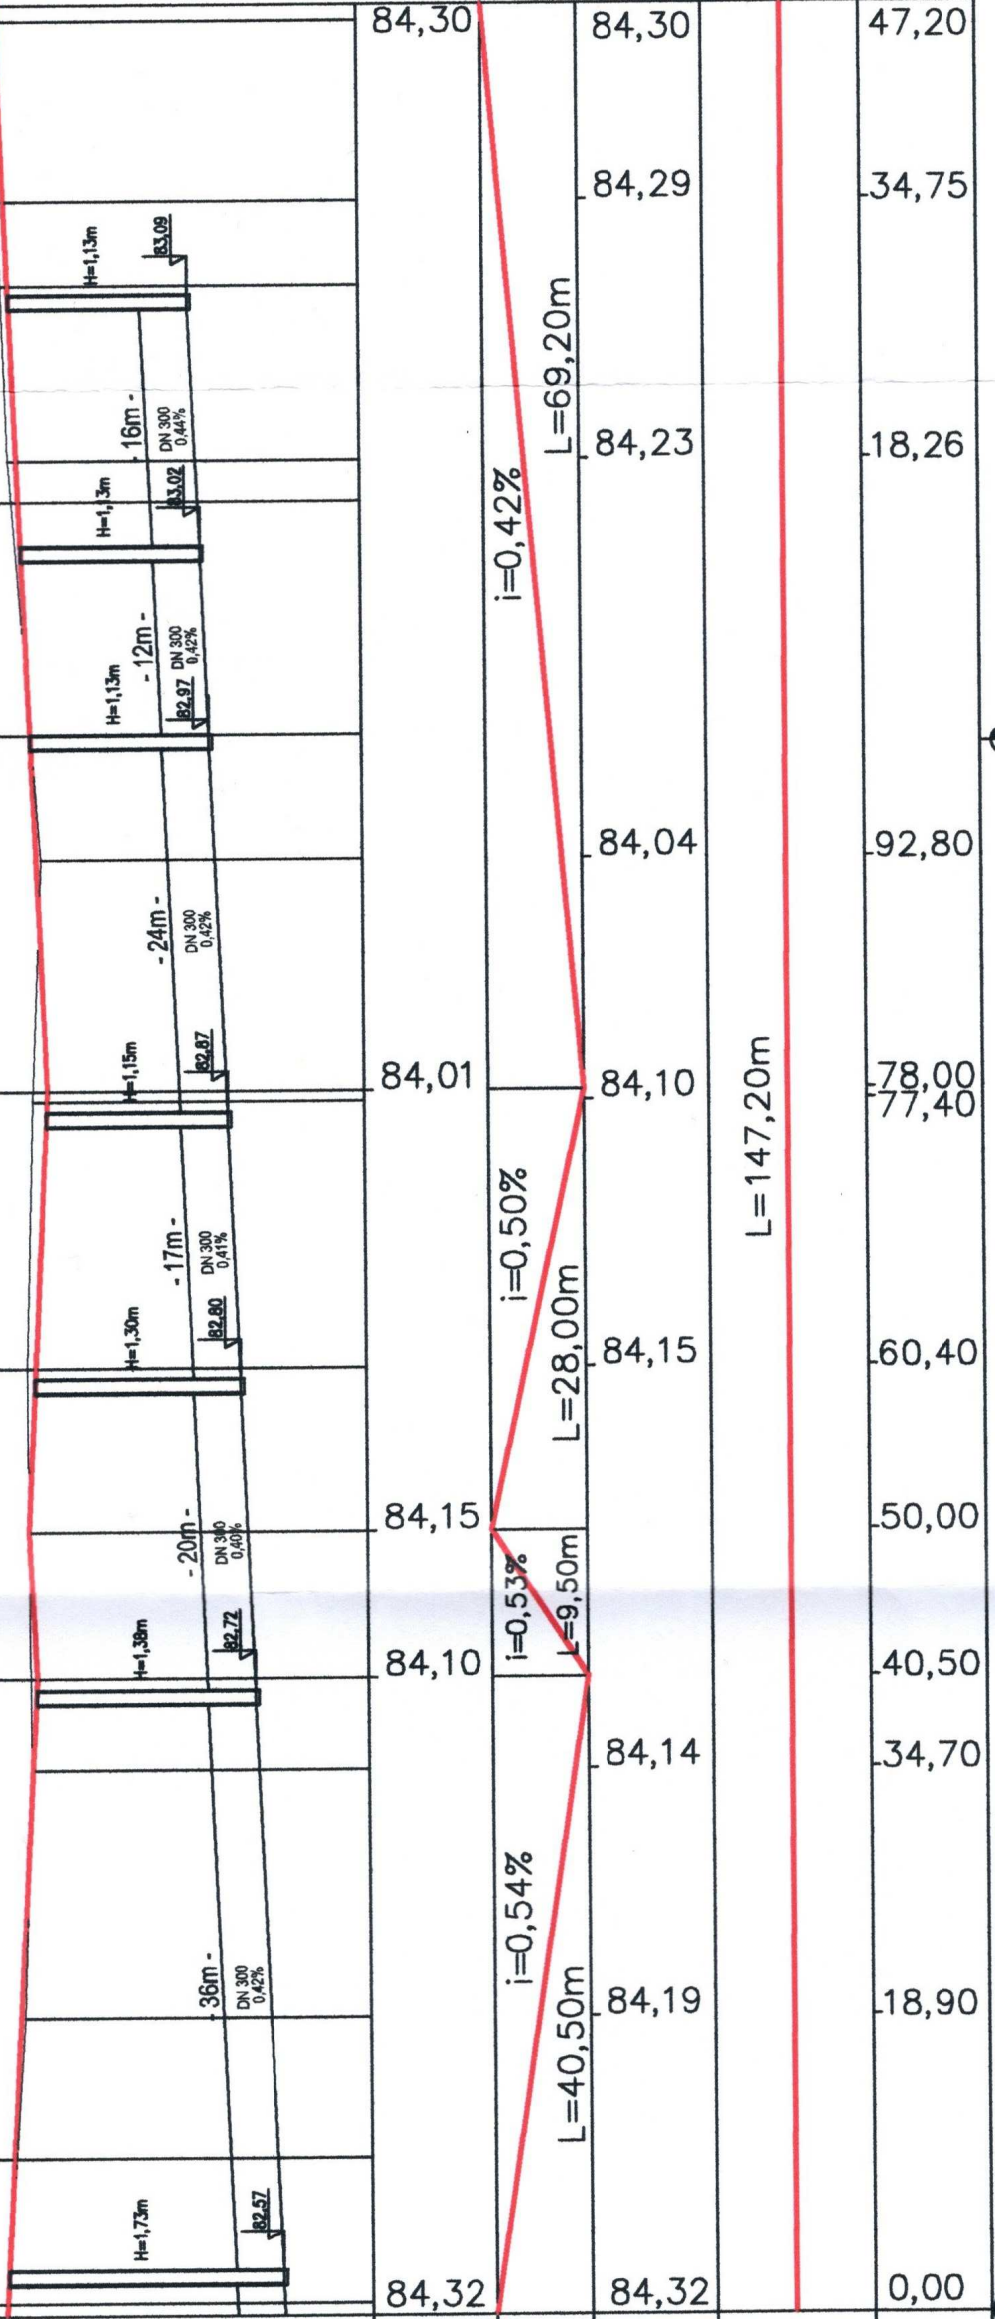 84,30
84,30
47,20
84,29
34,75
83,09
H=1,13m
L=69,20m
- 16m -
DN 300
0,44%
84,23
18,26
83,02
H=1,13m
i=0,42%
- 12m -
DN 300
0,42%
82,97
H=1,13m
84,04
92,80
- 24m -
DN 300
0,42%
82,87
H=1,15m
84,01
84,10
78,00
77,40
L=147,20m
i=0,50%
- 17m -
DN 300
0,41%
82,80
H=1,30m
L=28,00m
84,15
60,40
84,15
50,00
- 20m -
DN 300
0,40%
i=0,53%
L=9,50m
82,72
H=1,38m
84,10
40,50
84,14
34,70
i=0,54%
- 36m -
DN 300
0,42%
L=40,50m
84,19
18,90
82,57
H=1,73m
84,32
84,32
0,00